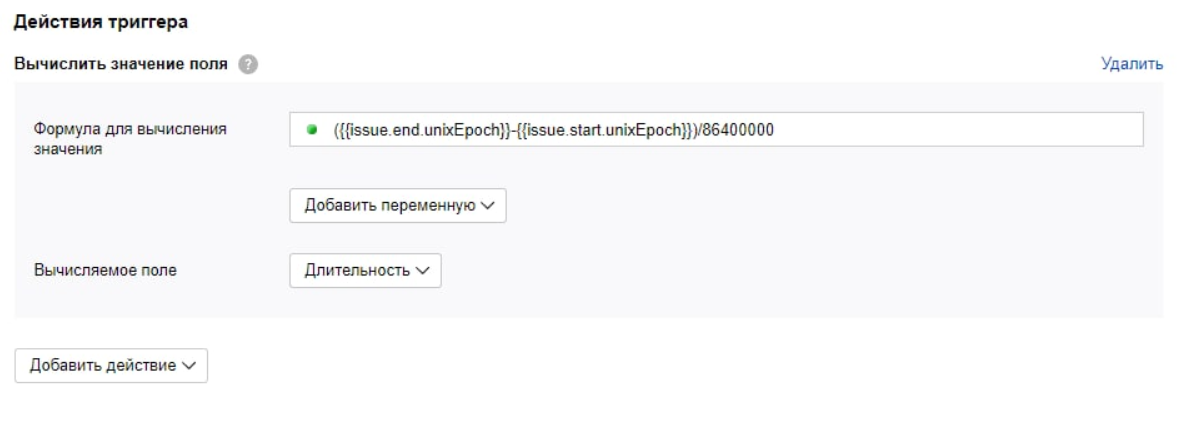 Действия триггера
Вычислить значение поля ?
Удалить
Формула для вычисления
значения
({{issue.end.unixEpoch}}-{{issue.start.unixEpoch}})/86400000
Добавить переменную
Вычисляемое поле
Длительность
Добавить действие